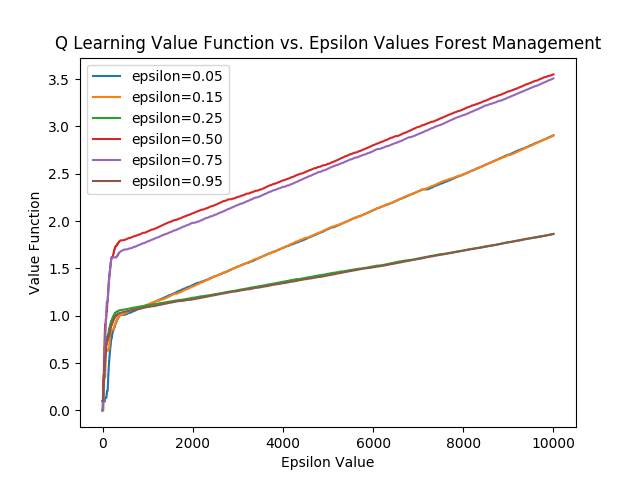 Q Learning Value Function vs. Epsilon Values Forest Management
epsilon=0.05
epsilon=0.15
epsilon=0.25
epsilon=0.50
epsilon=0.75
epsilon=0.95
3.5
3.0
2.5
2.0
1.5
1.0
0.5
0.0
Value Function
0 2000 4000 6000 8000 10000
Epsilon Value